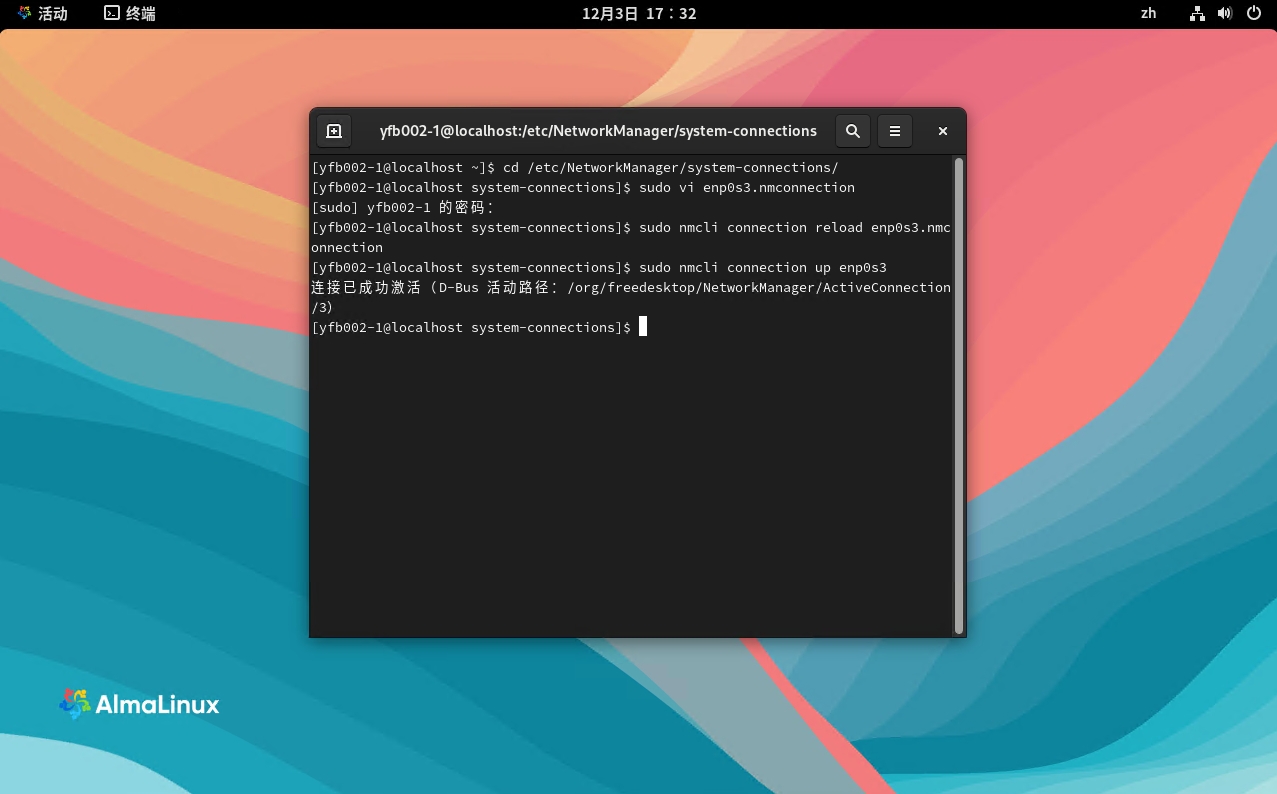 活动 终端 12月3日 17：32 zh
yfb002-1@localhost:/etc/NetworkManager/system-connections
[yfb002-1@localhost ~]$ cd /etc/NetworkManager/system-connections/
[yfb002-1@localhost system-connections]$ sudo vi enp0s3.nmconnection
[sudo] yfb002-1 的密码：
[yfb002-1@localhost system-connections]$ sudo nmcli connection reload enp0s3.nmc
onnection
[yfb002-1@localhost system-connections]$ sudo nmcli connection up enp0s3
连接已成功激活（D-Bus 活动路径：/org/freedesktop/NetworkManager/ActiveConnection
/3）
[yfb002-1@localhost system-connections]$
AlmaLinux